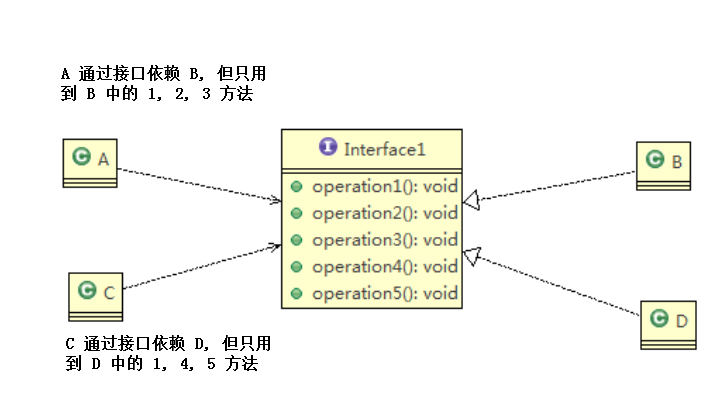 A 通过接口依赖 B, 但只用
到 B 中的 1, 2, 3 方法
C A
I Interface1
operation1(): void
operation2(): void
operation3(): void
operation4(): void
operation5(): void
C B
C C
C D
C 通过接口依赖 D, 但只用
到 D 中的 1, 4, 5 方法